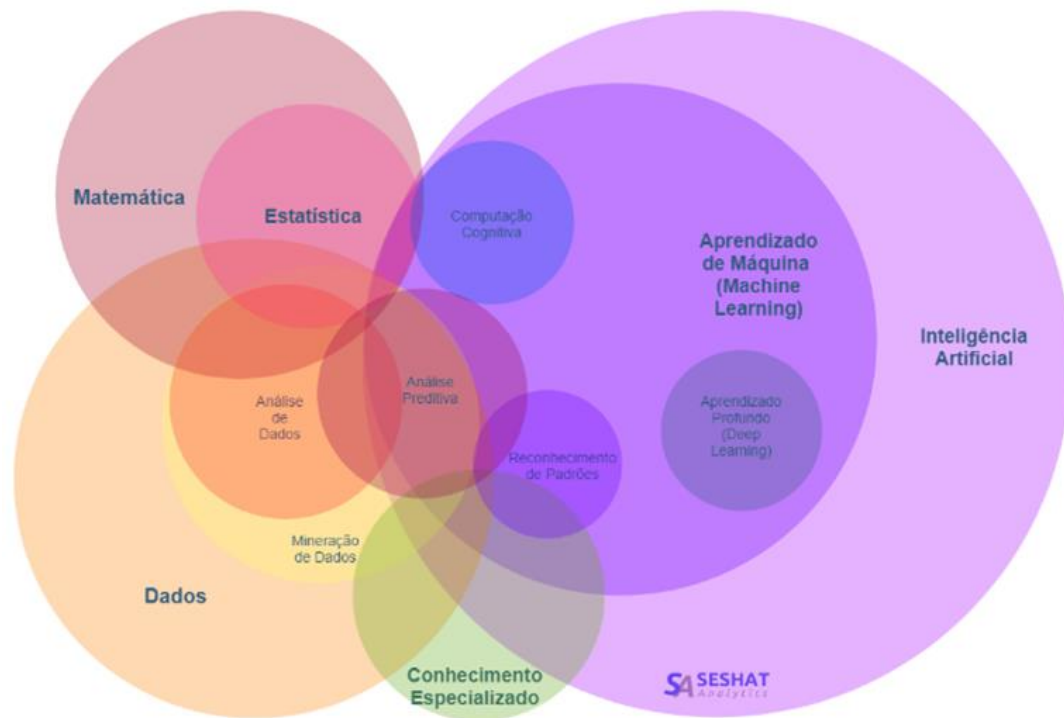 Matemática
Estatística
Computação
Cognitiva
Aprendizado
de Máquina
(Machine
Learning)
Inteligência
Artificial
Análise
Preditiva
Análise
de
Dados
Aprendizado
Profundo
(Deep
Learning)
Reconhecimento
de Padrões
Mineração
de Dados
Dados
Conhecimento
Especializado
SA SESHAT
Analytics